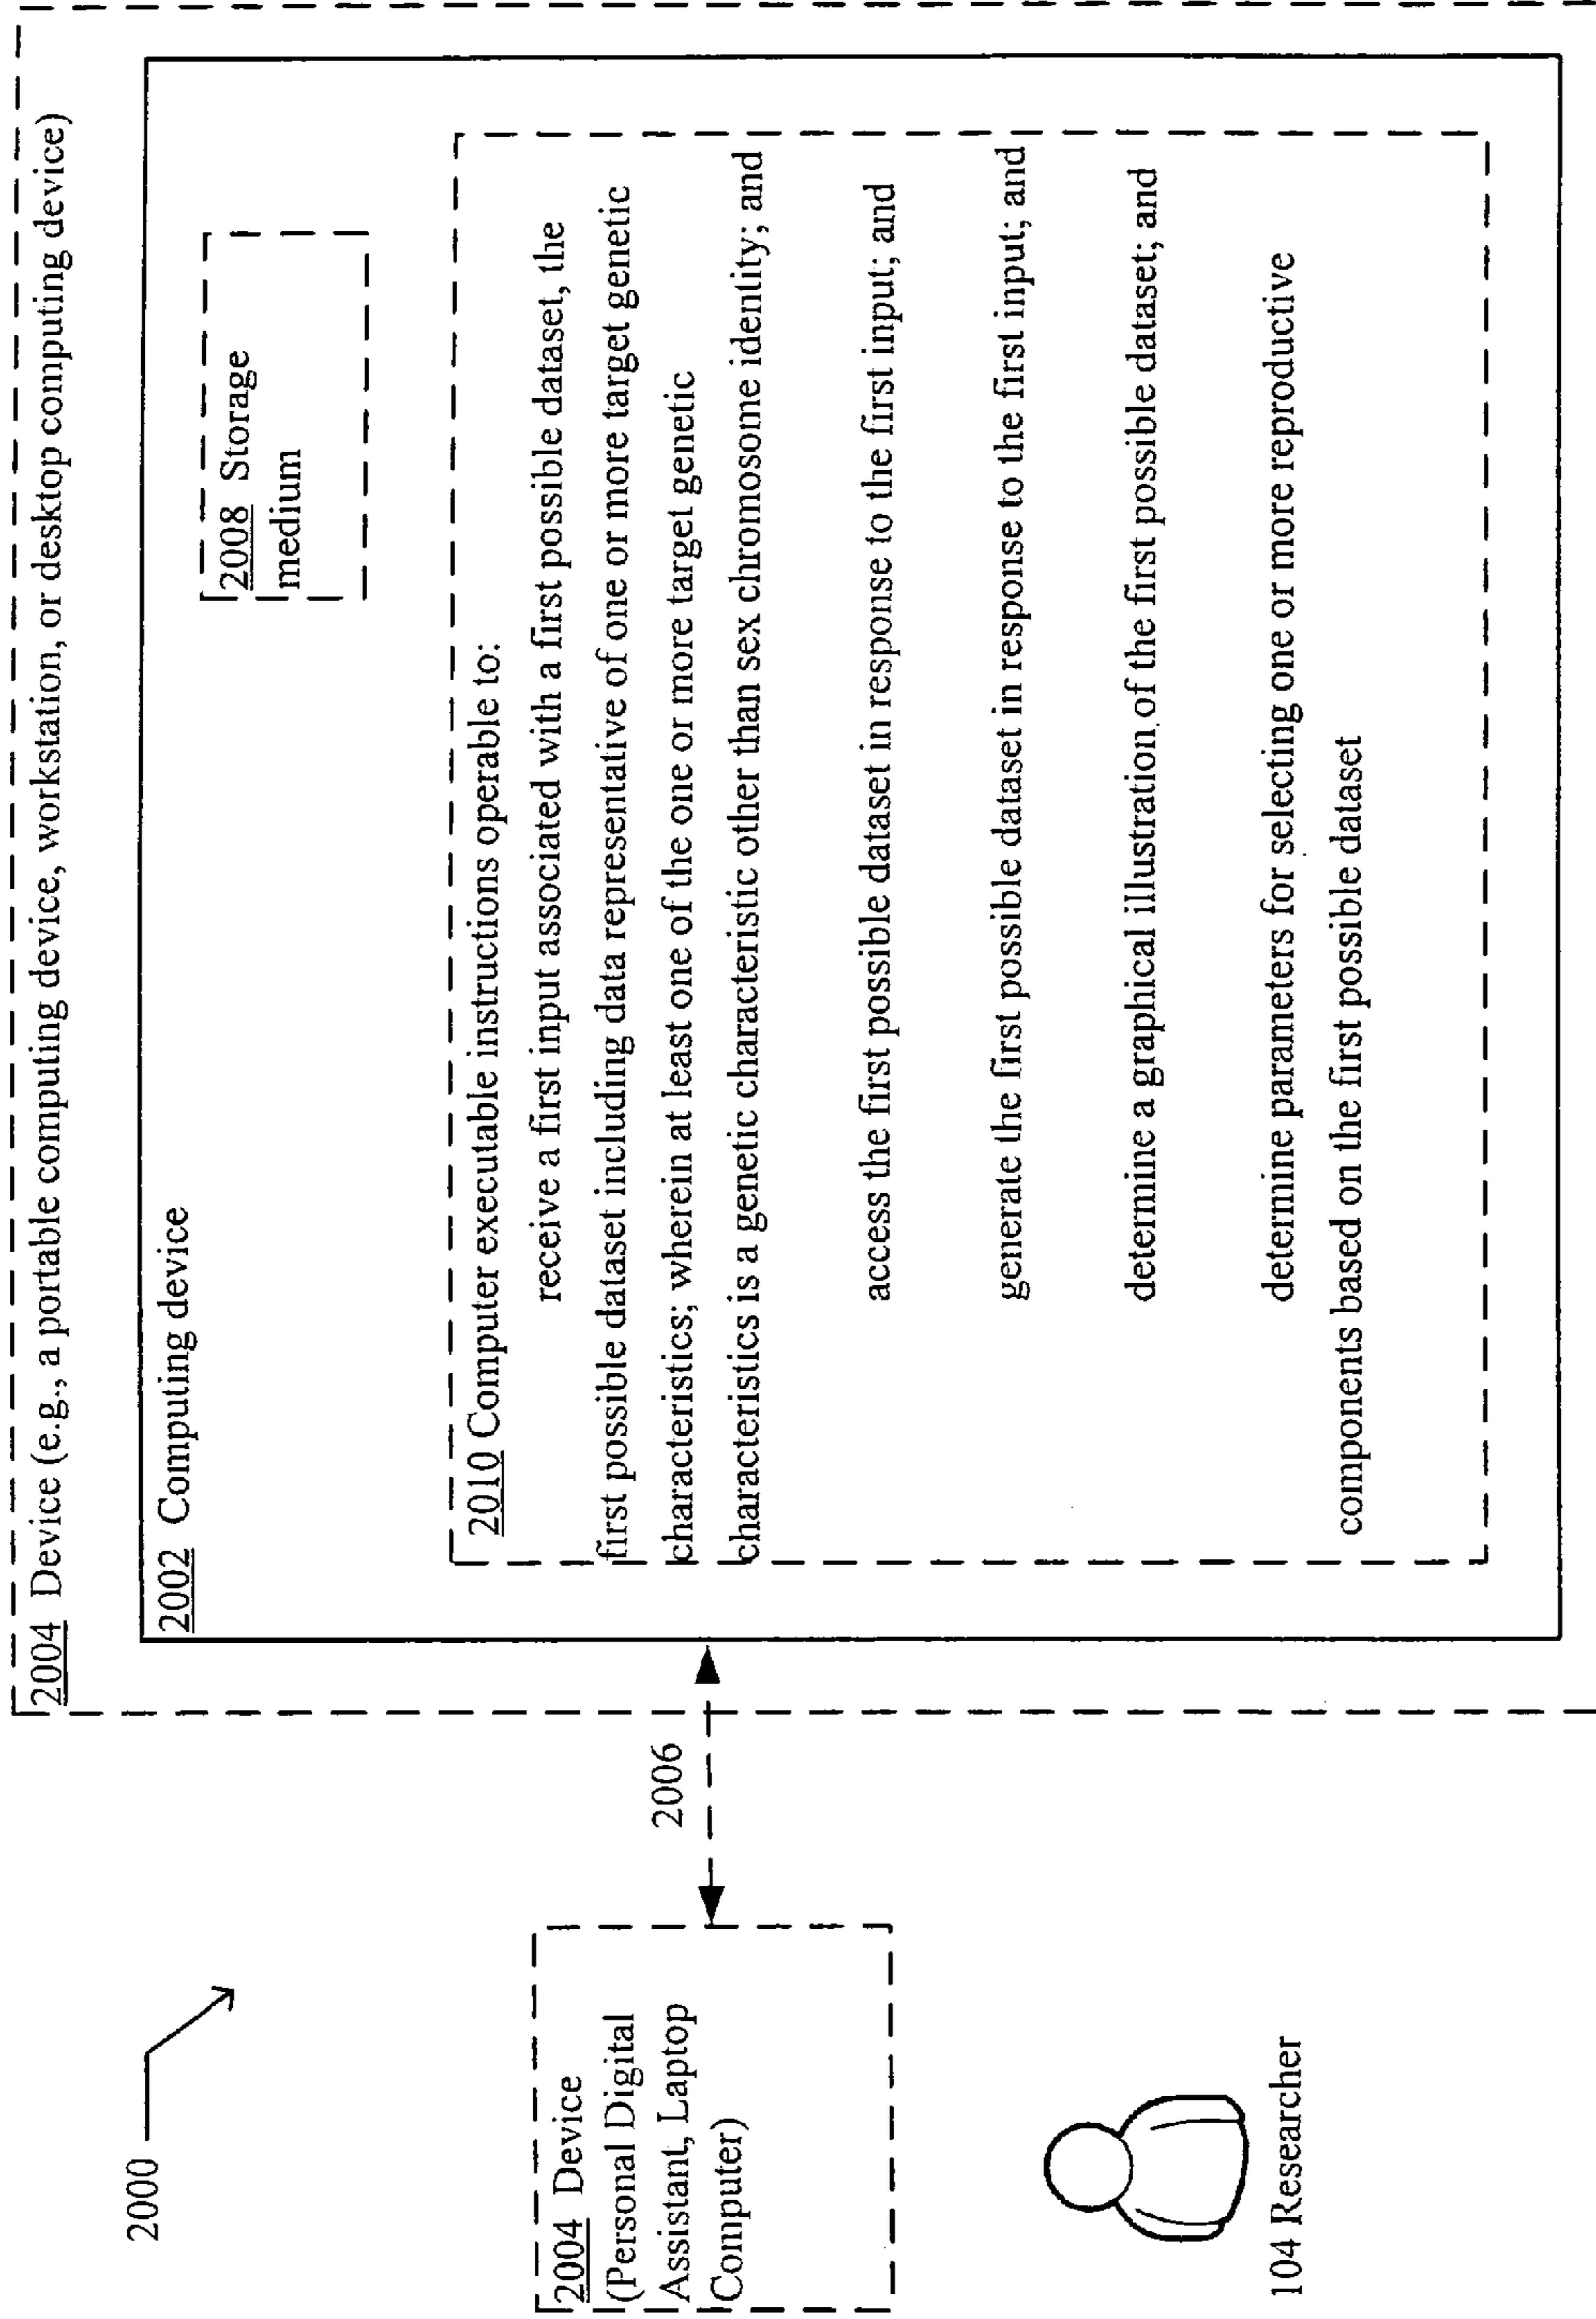 2000
2004 Device (e.g., a portable computing device, workstation, or desktop computing device)
2002 Computing device
2008 Storage
medium
2004 Device
(Personal Digital
Assistant, Laptop
Computer)
2006
2010 Computer executable instructions operable to:
receive a first input associated with a first possible dataset, the
first possible dataset including data representative of one or more target genetic
characteristics; wherein at least one of the one or more target genetic
characteristics is a genetic characteristic other than sex chromosome identity; and
access the first possible dataset in response to the first input; and
generate the first possible dataset in response to the first input; and
determine a graphical illustration of the first possible dataset; and
determine parameters for selecting one or more reproductive
components based on the first possible dataset
104 Researcher